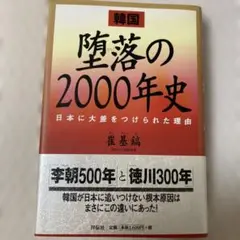 韓国
堕落の
2000年史
日本に大差をつけられた理由
崔基鎬
李朝500年と徳川300年
韓国が日本に追いつけない根本原因は
まさにこの違いにあった!
祥伝社